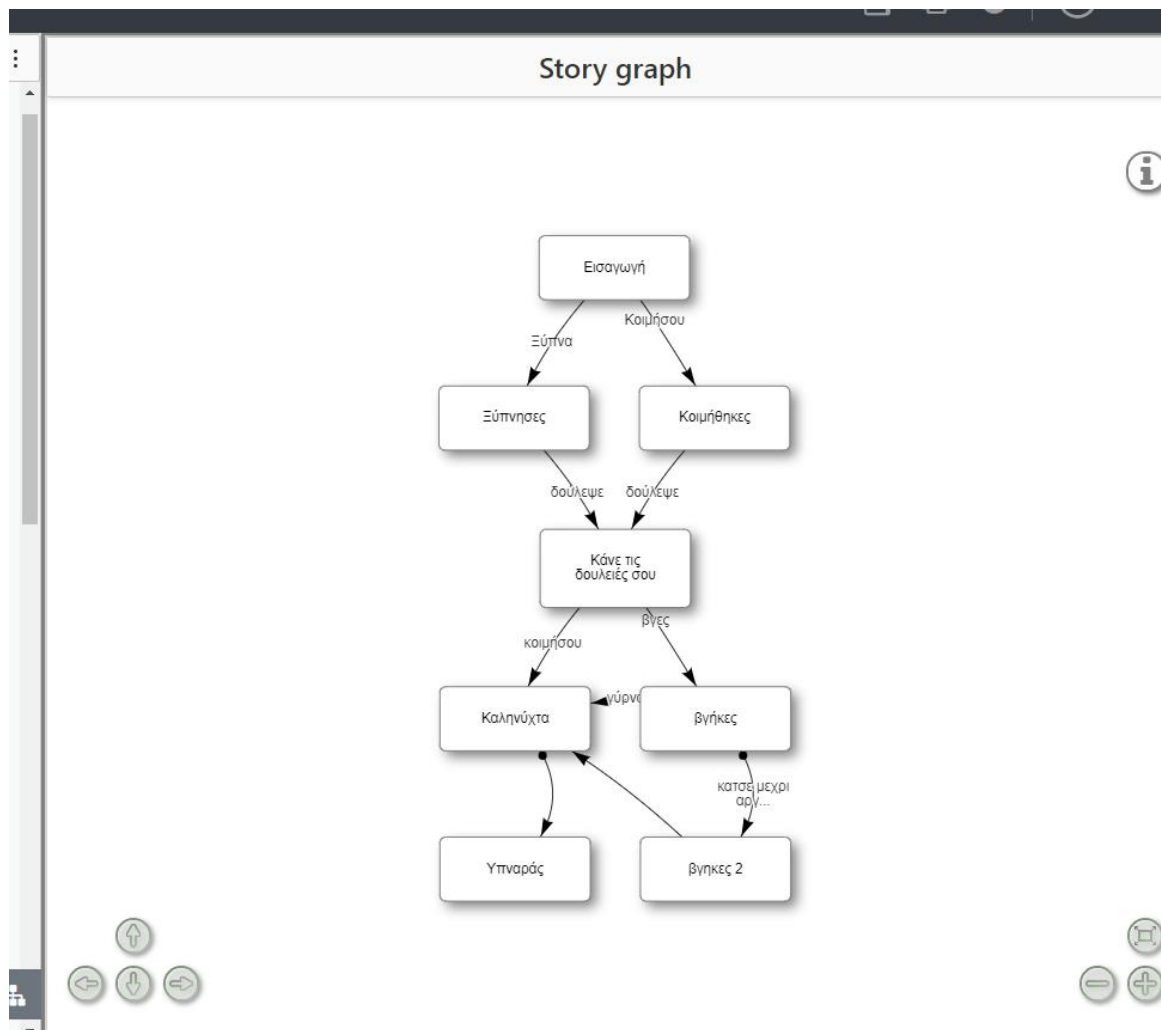 Story graph
Εισαγωγή
Κοιμήσου
Ξύπνα
Ξύπνησες
Κοιμήθηκες
δούλεψε
δούλεψε
Κάνε τις
δουλειές σου
βγες
κοιμήσου
Καληνύχτα
γύρνα
βγήκες
κατσε μεχρι
αργ...
Υπναράς
βγηκες 2